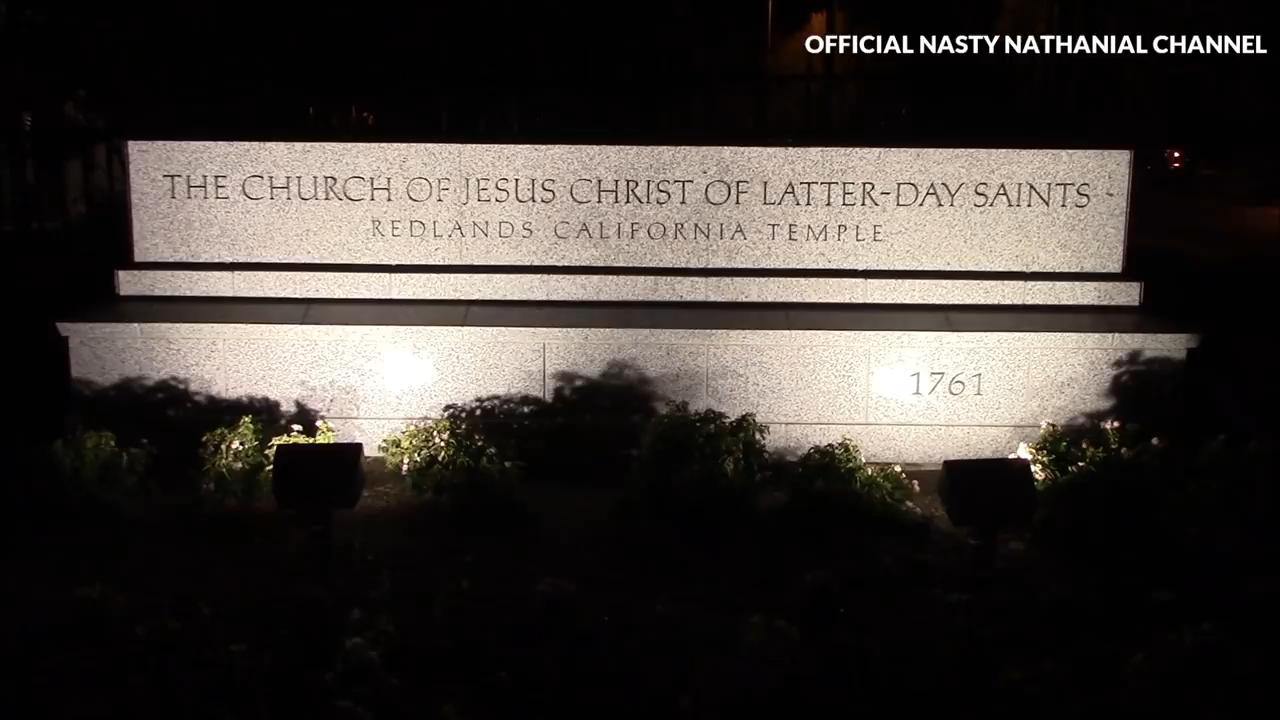 OFFICIAL NASTY NATHANIAL CHANNEL
THE CHURCH OF JESUS CHRIST OF LATTER-DAY SAINTS
REDLANDS CALIFORNIA TEMPLE
1761